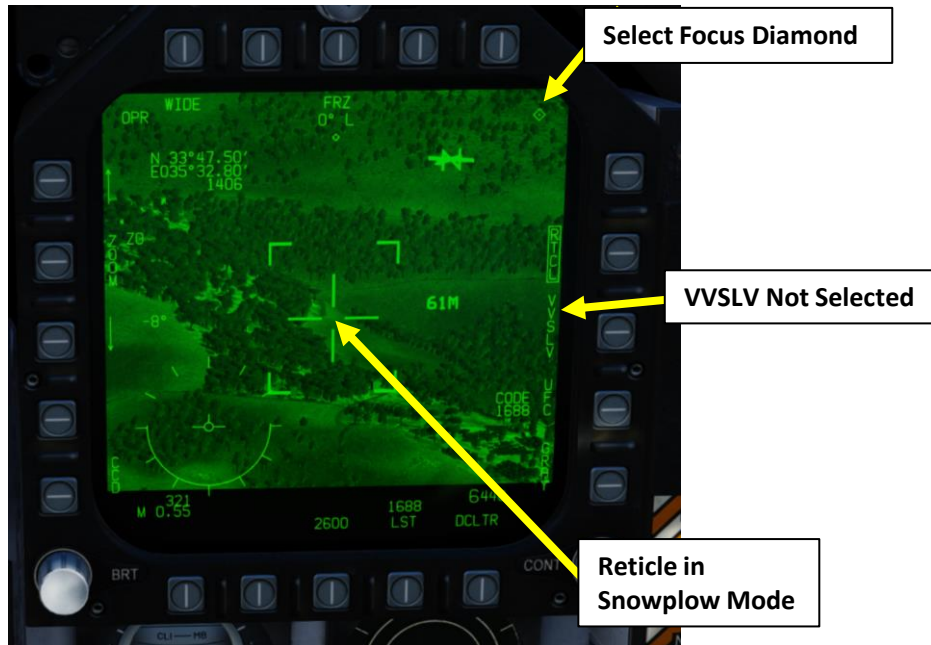 Select Focus Diamond
WIDE
FRZ
OPR
0° L
N 33°47.50'
E035°32.80'
1406
RTCL
ZOOM
Z0
VVSLV Not Selected
61M
VVSLV
-8°
CODE
1688
UFC
321
M 0.55
2600
1688
LST
644
DCLTR
Reticle in
Snowplow Mode
BRT
CONT